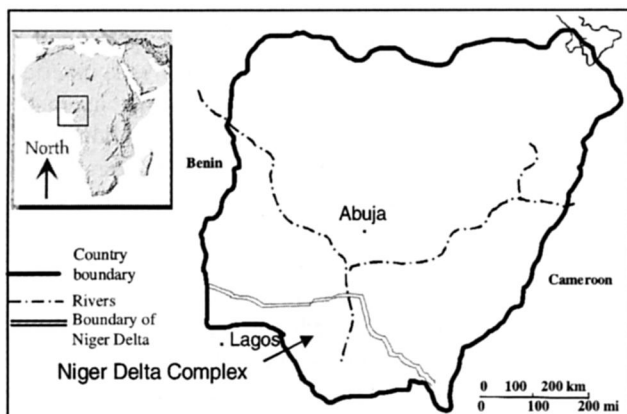 North
Benin
Abuja
Country
boundary
Rivers
Boundary of
Niger Delta
Cameroon
Lagos
Niger Delta Complex
0 100 200 km
0 100 200 mi